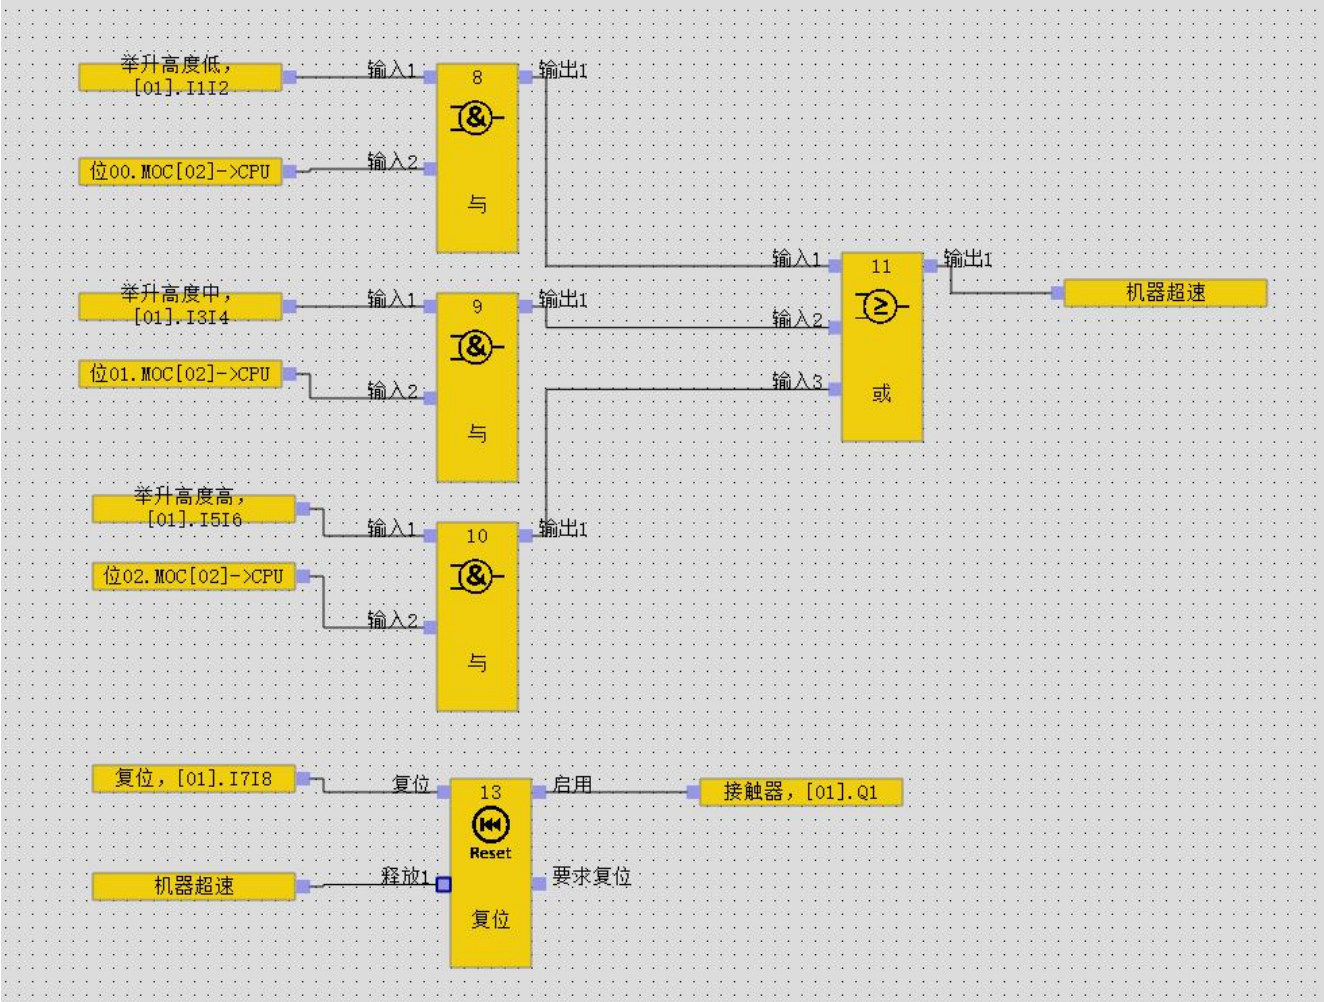 举升高度低,
[01].I1I2
输入1
8
输出1
&
位00.MOC[02]->CPU
输入2
与
输入1
11
输出1
举升高度中,
[01].I3I4
输入1
9
输出1
≥
机器超速
&
输入2
位01.MOC[02]->CPU
输入2
输入3
或
与
举升高度高,
[01].I5I6
输入1
10
输出1
&
位02.MOC[02]->CPU
输入2
与
复位, [01].I7I8
复位
13
启用
接触器, [01].Q1
Reset
机器超速
释放1
要求复位
复位